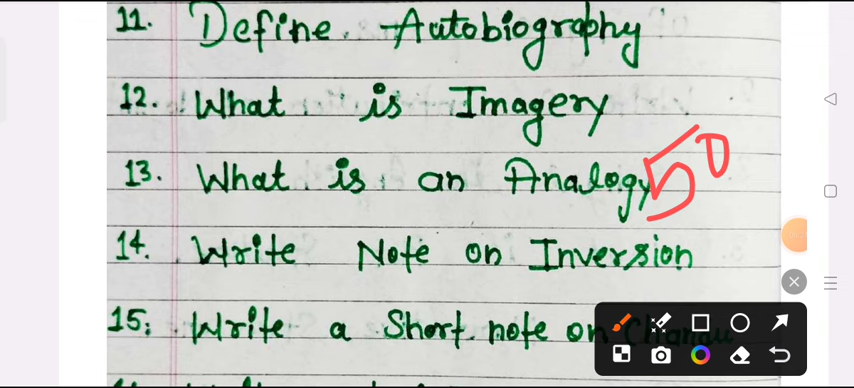 11. Define Autobiography
12. What is Imagery
13. What is an Analogy 50
14. Write Note on Inversion
15. Write a Short note on